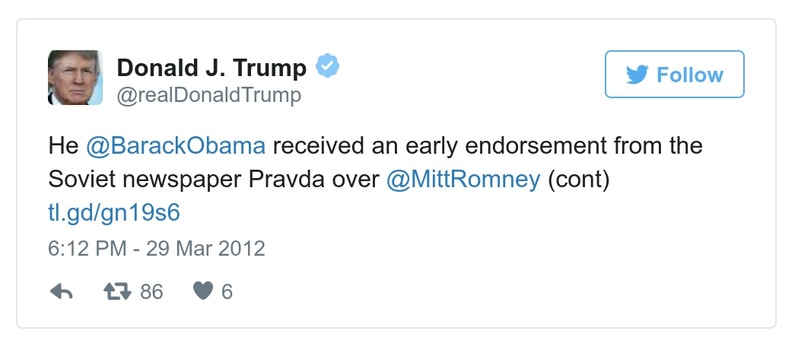 Donald J. Trump
Follow
@realDonaldTrump
He @BarackObama received an early endorsement from the
Soviet newspaper Pravda over @MittRomney (cont)
tl.gd/gn19s6
6:12 PM - 29 Mar 2012
86 6